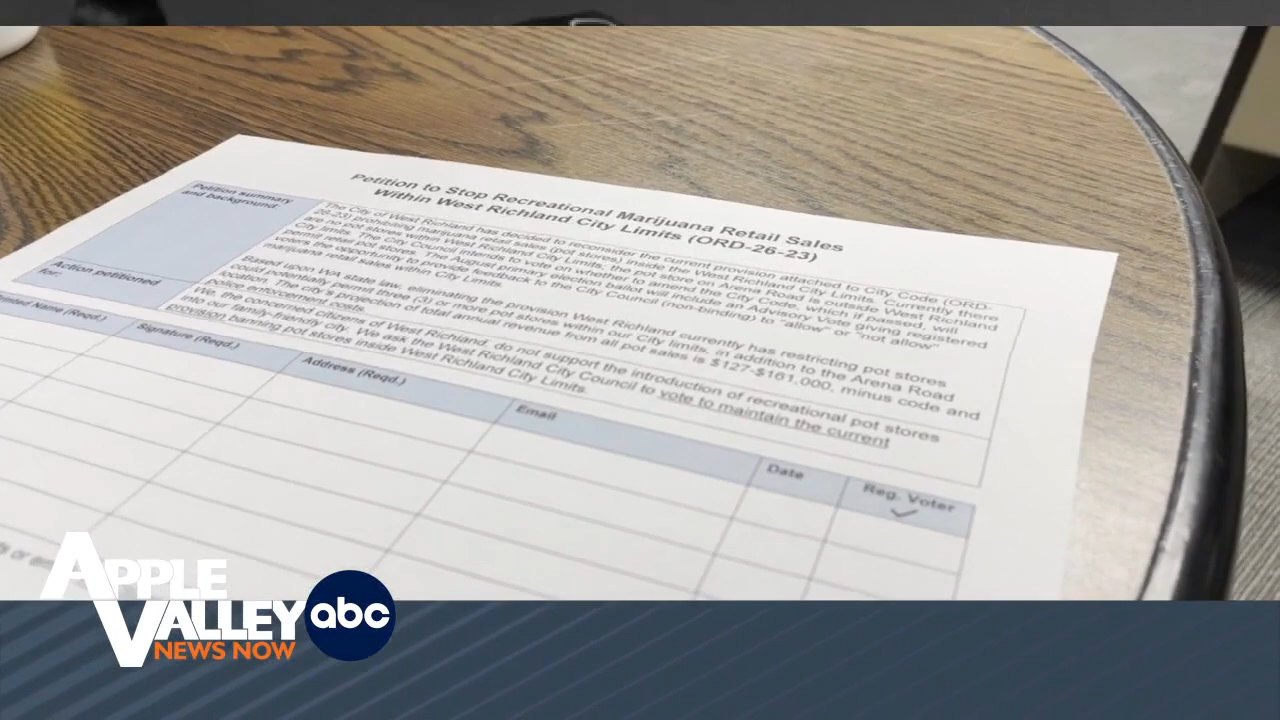 Petition to Stop Recreational Marijuana Retail Sales
Within West Richland City Limits (ORD-26-23)
Petition summary
and background
The City of West Richland has decided to reconsider the current provision attached to City Code (ORD-
26-23) prohibiting marijuana retail sales (pot stores) inside the West Richland City Limits. Currently there
are no pot stores within West Richland City Limits, the pot store on Arena Road is outside West Richland
City limits. The City Council intends to vote on whether to amend the City Code, which if passed, will
permit retail pot stores. The August primary election ballot will include an Advisory Vote giving registered
voters the opportunity to provide feedback to the City Council (non-binding) to "allow" or "not allow"
marijuana retail sales within City Limits.
Based upon WA state law, eliminating the provision West Richland currently has restricting pot stores
could potentially permit three (3) or more pot stores within our City limits, in addition to the Arena Road
location. The city projection of total annual revenue from all pot sales is $127-$161,000, minus code and
police enforcement costs.
Action petitioned
for:
We, the concerned citizens of West Richland, do not support the introduction of recreational pot stores
into our family-friendly city. We ask the West Richland City Council to vote to maintain the current
provision banning pot stores inside West Richland City Limits.
Printed Name (Reqd.)
Signature (Reqd.)
Address (Reqd.)
Email
Date
Reg. Voter
✓
APPLE
VALLEY
NEWS NOW
abc